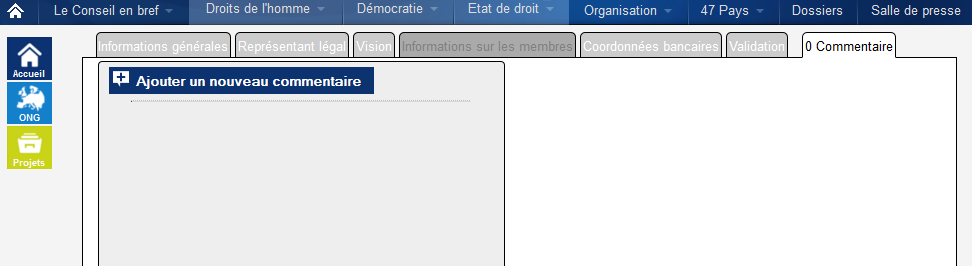 Le Conseil en bref Droits de l'homme Démocratie Etat de droit Organisation 47 Pays Dossiers Salle de presse
Informations générales Représentant légal Vision Informations sur les membres Coordonnées bancaires Validation 0 Commentaire
Accueil
ONG
Projets
Ajouter un nouveau commentaire